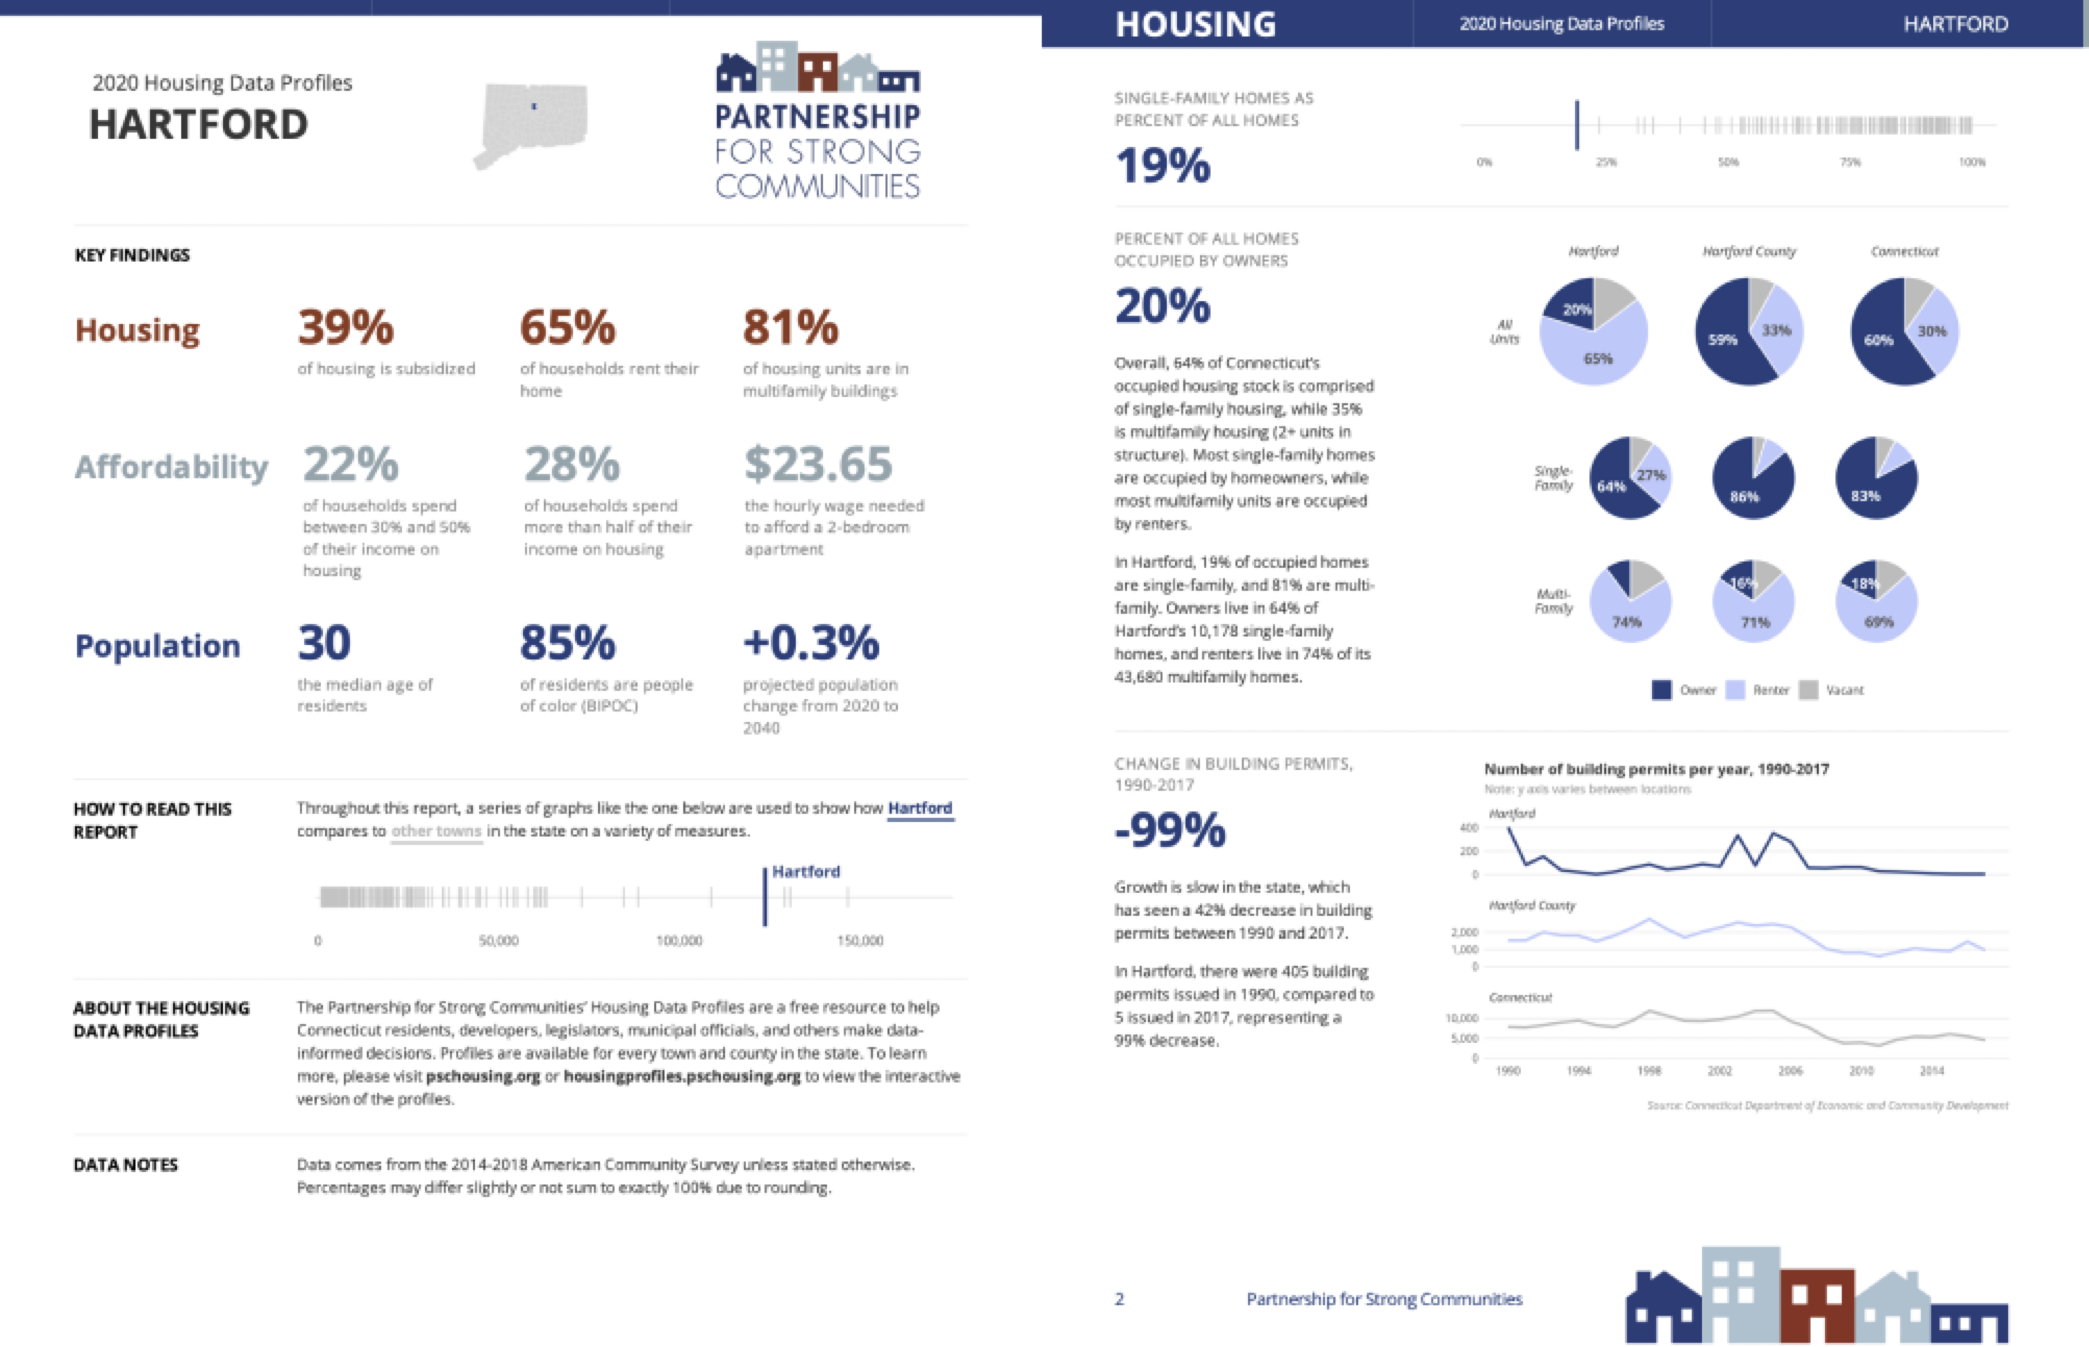 2020 Housing Data Profiles
HARTFORD
PARTNERSHIP
FOR STRONG
COMMUNITIES
KEY FINDINGS
Housing
39%
of housing is subsidized
65%
of households rent their
home
81%
of housing units are in
multifamily buildings
Affordability
22%
of households spend
between 30% and 50%
of their income on
housing
28%
of households spend
more than half of their
income on housing
$23.65
the hourly wage needed
to afford a 2-bedroom
apartment
Population
30
the median age of
residents
85%
of residents are people
of color (BIPOC)
+0.3%
projected population
change from 2020 to
2040
HOW TO READ THIS
REPORT
Throughout this report, a series of graphs like the one below are used to show how Hartford
compares to other towns in the state on a variety of measures.
Hartford
0 50,000 100,000 150,000
ABOUT THE HOUSING
DATA PROFILES
The Partnership for Strong Communities' Housing Data Profiles are a free resource to help
Connecticut residents, developers, legislators, municipal officials, and others make data-
informed decisions. Profiles are available for every town and county in the state. To learn
more, please visit pschousing.org or housingprofiles.pschousing.org to view the interactive
version of the profiles.
DATA NOTES
Data comes from the 2014-2018 American Community Survey unless stated otherwise.
Percentages may differ slightly or not sum to exactly 100% due to rounding.
HOUSING
2020 Housing Data Profiles
HARTFORD
SINGLE-FAMILY HOMES AS
PERCENT OF ALL HOMES
19%
0% 25% 50% 75% 100%
PERCENT OF ALL HOMES
OCCUPIED BY OWNERS
20%
Overall, 64% of Connecticut's
occupied housing stock is comprised
of single-family housing, while 35%
is multifamily housing (2+ units in
structure). Most single-family homes
are occupied by homeowners, while
most multifamily units are occupied
by renters.
In Hartford, 19% of occupied homes
are single-family, and 81% are multi-
family. Owners live in 64% of
Hartford's 10,178 single-family
homes, and renters live in 74% of its
43,680 multifamily homes.
Hartford Hartford County Connecticut
All
Units
20% 65% 59% 33% 60% 30%
Single-
Family
64% 27% 86% 83%
Multi-
Family
74% 16% 71% 18% 69%
Owner Renter Vacant
CHANGE IN BUILDING PERMITS,
1990-2017
-99%
Growth is slow in the state, which
has seen a 42% decrease in building
permits between 1990 and 2017.
In Hartford, there were 405 building
permits issued in 1990, compared to
5 issued in 2017, representing a
99% decrease.
Number of building permits per year, 1990-2017
Note: y axis varies between locations
Hartford
400
200
0
Hartford County
2,000
1,000
0
Connecticut
10,000
5,000
0
1990 1994 1998 2002 2006 2010 2014
Source: Connecticut Department of Economic and Community Development
2
Partnership for Strong Communities